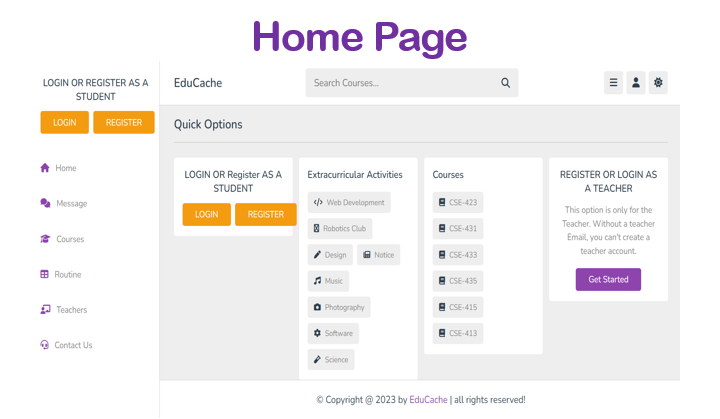 Home Page
LOGIN OR REGISTER AS A
STUDENT
LOGIN
REGISTER
Home
Message
Courses
Routine
Teachers
Contact Us
EduCache
Search Courses...
Quick Options
LOGIN OR Register AS A
STUDENT
LOGIN
REGISTER
Extracurricular Activities
Web Development
Robotics Club
Design
Notice
Music
Photography
Software
Science
Courses
CSE-423
CSE-431
CSE-433
CSE-435
CSE-415
CSE-413
REGISTER OR LOGIN AS
A TEACHER
This option is only for the
Teacher. Without a teacher
Email, you can't create a
teacher account.
Get Started
© Copyright @ 2023 by EduCache | all rights reserved!